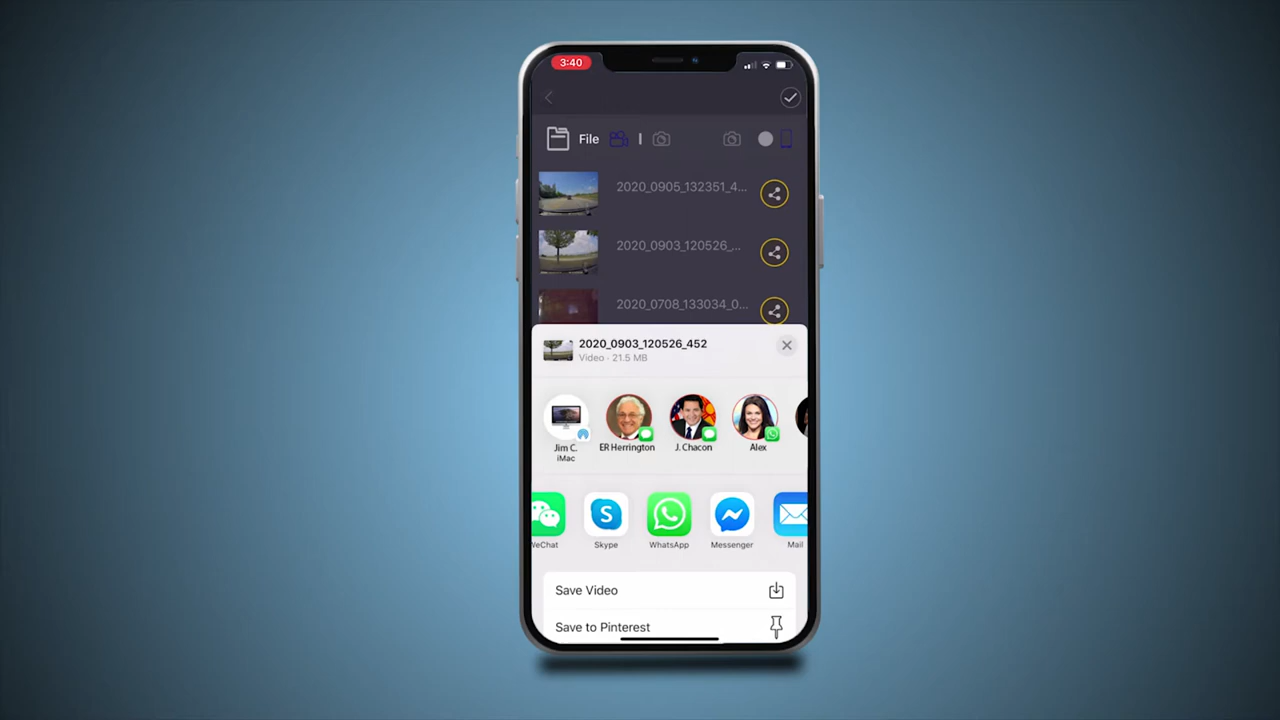 3:40
File
2020_0905_132351_4...
2020_0903_120526_...
2020_0708_133034_0...
2020_0903_120526_452
Video · 21.5 MB
Jim C.
iMac
ER Herrington
J. Chacon
Alex
WeChat
Skype
WhatsApp
Messenger
Mail
Save Video
Save to Pinterest